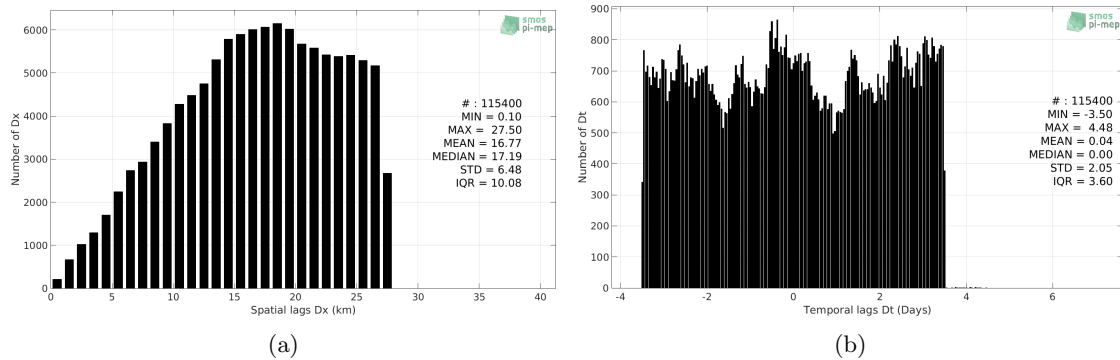 6000
5000
4000
3000
2000
1000
0
Number of Dx
smos
pi-mep
# : 115400
MIN = 0.10
MAX = 27.50
MEAN = 16.77
MEDIAN = 17.19
STD = 6.48
IQR = 10.08
0 5 10 15 20 25 30 35 40
Spatial lags Dx (km)
(a)
900
800
700
600
500
400
300
200
100
0
Number of Dt
smos
pi-mep
# : 115400
MIN = -3.50
MAX = 4.48
MEAN = 0.04
MEDIAN = 0.00
STD = 2.05
IQR = 3.60
-4 -2 0 2 4 6
Temporal lags Dt (Days)
(b)